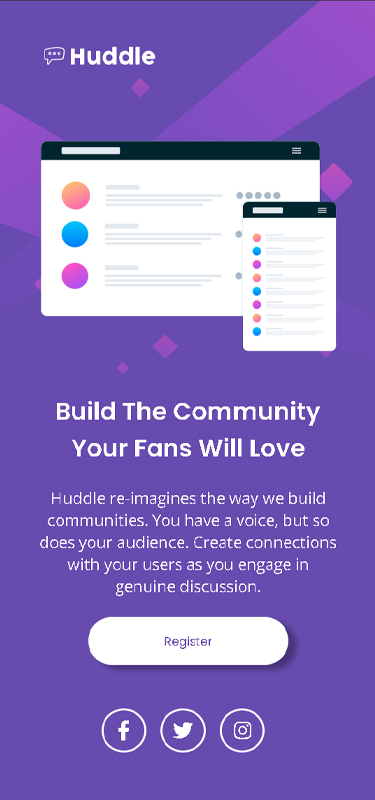 Huddle
Build The Community
Your Fans Will Love
Huddle re-imagines the way we build
communities. You have a voice, but so
does your audience. Create connections
with your users as you engage in
genuine discussion.
Register